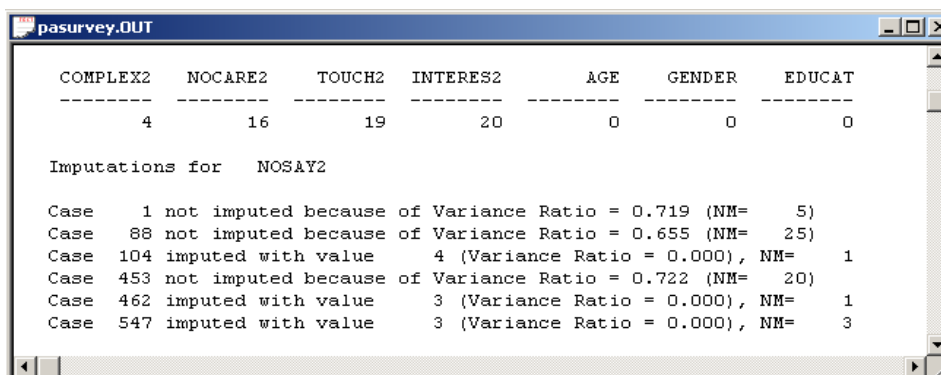 pasurvey.OUT
COMPLEX2 NOCARE2 TOUCH2 INTERES2 AGE GENDER EDUCAT
-------- -------- -------- -------- -------- -------- --------
4 16 19 20 0 0 0
Imputations for NOSAY2
Case 1 not imputed because of Variance Ratio = 0.719 (NM= 5)
Case 88 not imputed because of Variance Ratio = 0.655 (NM= 25)
Case 104 imputed with value 4 (Variance Ratio = 0.000), NM= 1
Case 453 not imputed because of Variance Ratio = 0.722 (NM= 20)
Case 462 imputed with value 3 (Variance Ratio = 0.000), NM= 1
Case 547 imputed with value 3 (Variance Ratio = 0.000), NM= 3